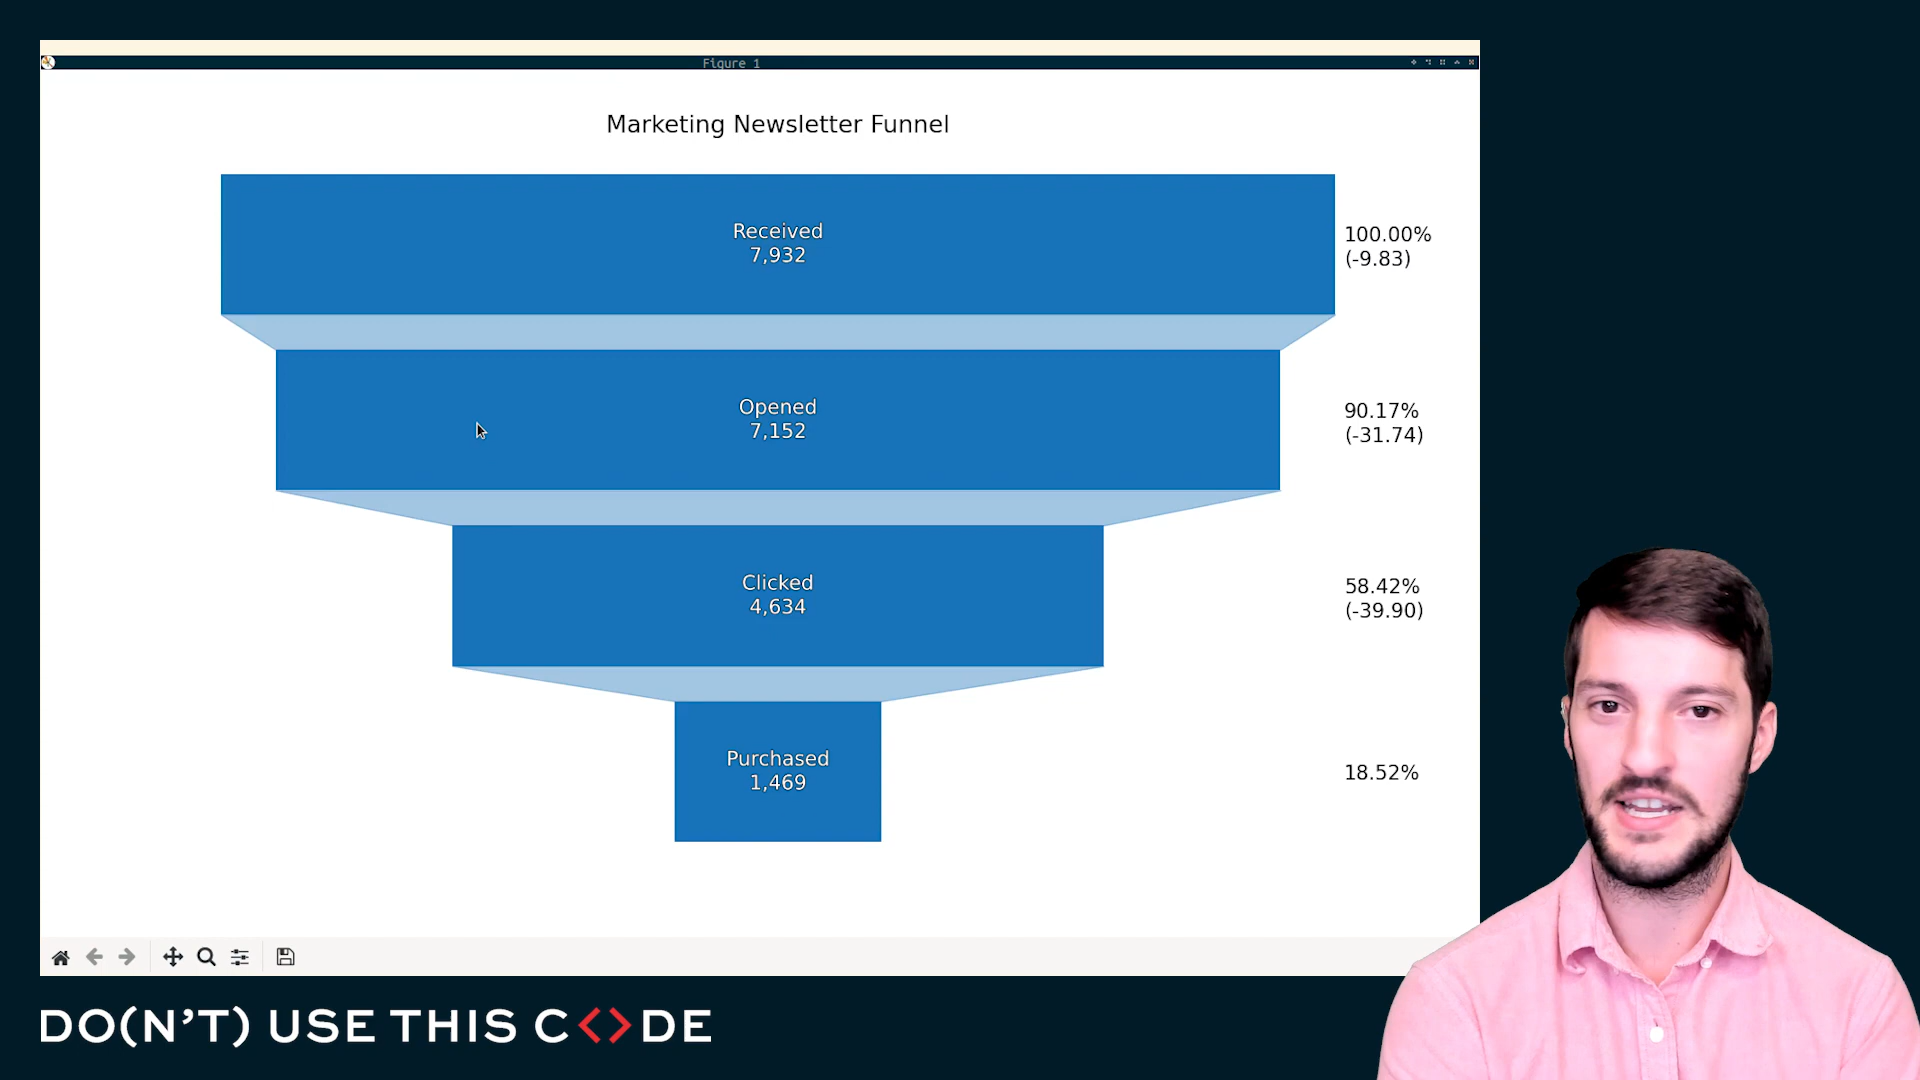 Figure 1
Marketing Newsletter Funnel
Received
7,932
100.00%
(-9.83)
Opened
7,152
90.17%
(-31.74)
Clicked
4,634
58.42%
(-39.90)
Purchased
1,469
18.52%
DO(N'T) USE THIS C<>DE